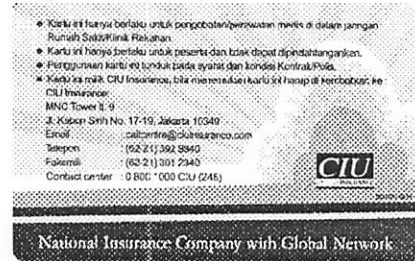 Kartu ini hanya berlaku untuk pengobatan/perawatan medis di dalam jaringan
Rumah Sakit/Klinik Rekanan.
Kartu ini hanya berlaku untuk peserta dan tidak dapat dipindahtangankan.
Penggunaan kartu ini tunduk pada syarat dan kondisi Kontrak/Polis.
Kartu ini milik CIU Insurance, bila menemukan kartu ini harap di kembalikan ke
CIU Insurance:
MNC Tower lt. 9
Jl. Kebon Sirih No. 17-19, Jakarta 10340
Email : callcentre@ciuinsurance.com
Telepon : (62 21) 392 9940
Faksimili : (62 21) 391 2340
Contact center : 0 800 1000 CIU (248)
CIU
INSURANCE
National Insurance Company with Global Network